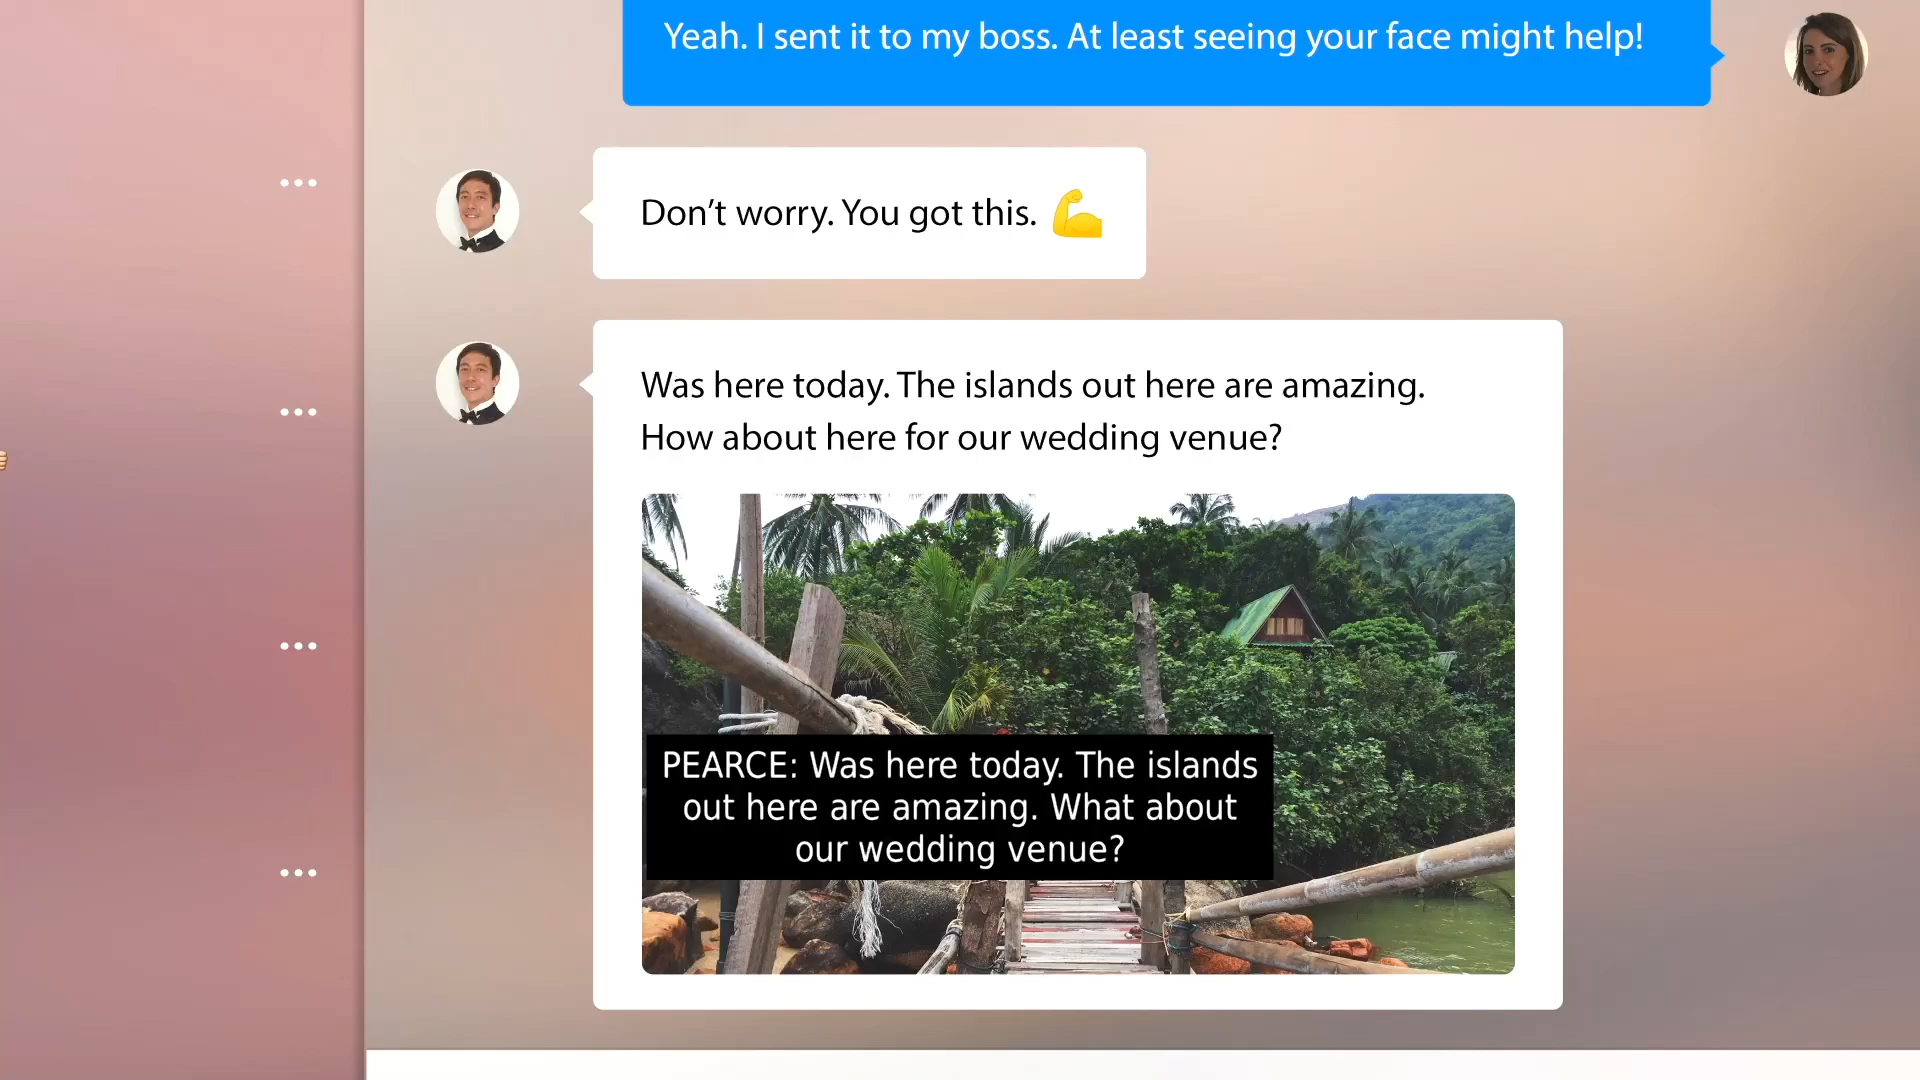 Yeah. I sent it to my boss. At least seeing your face might help!
Don’t worry. You got this. 💪
Was here today. The islands out here are amazing.
How about here for our wedding venue?
PEARCE: Was here today. The islands
out here are amazing. What about
our wedding venue?